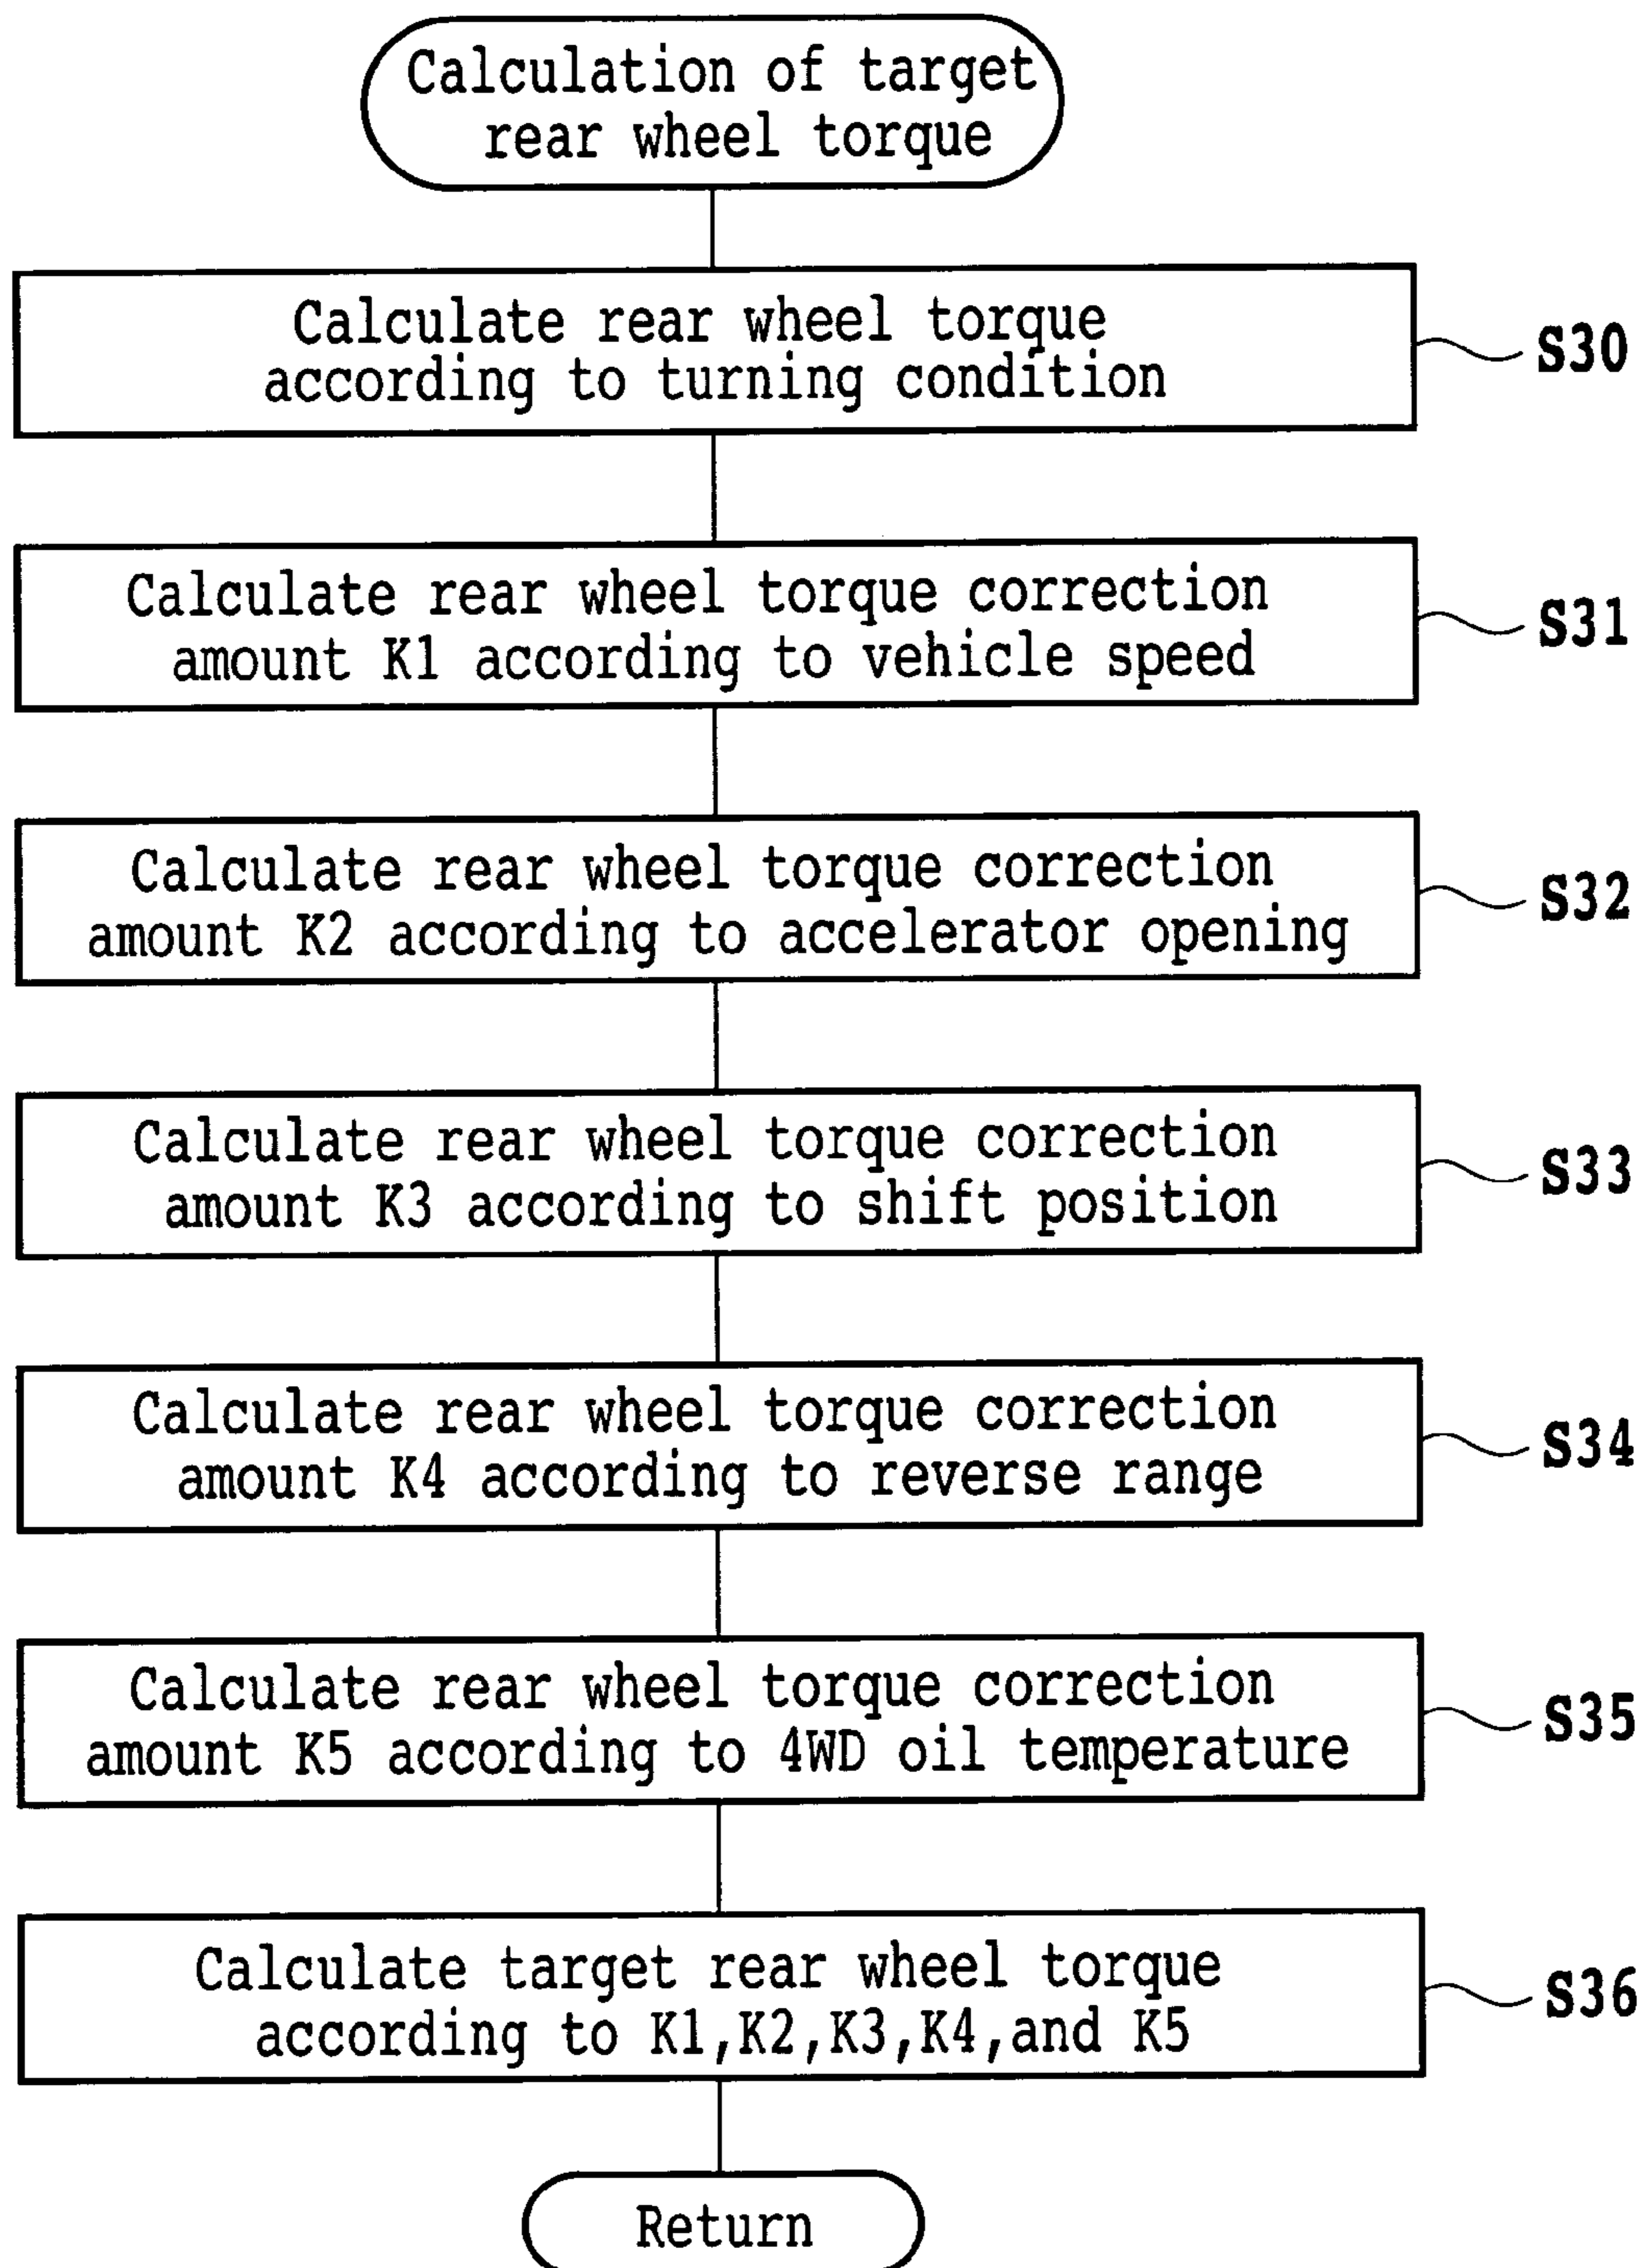 Calculation of target
rear wheel torque
Calculate rear wheel torque
according to turning condition
S30
Calculate rear wheel torque correction
amount K1 according to vehicle speed
S31
Calculate rear wheel torque correction
amount K2 according to accelerator opening
S32
Calculate rear wheel torque correction
amount K3 according to shift position
S33
Calculate rear wheel torque correction
amount K4 according to reverse range
S34
Calculate rear wheel torque correction
amount K5 according to 4WD oil temperature
S35
Calculate target rear wheel torque
according to K1,K2,K3,K4,and K5
S36
Return